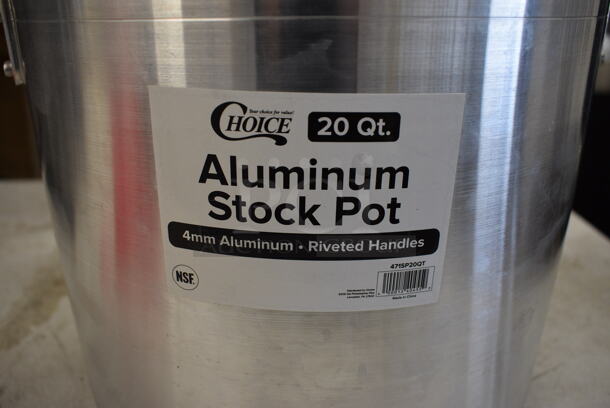 Your choice for value!
CHOICE
20 Qt.
Aluminum
Stock Pot
4mm Aluminum • Riveted Handles
NSF.
471SP20QT
Made in China